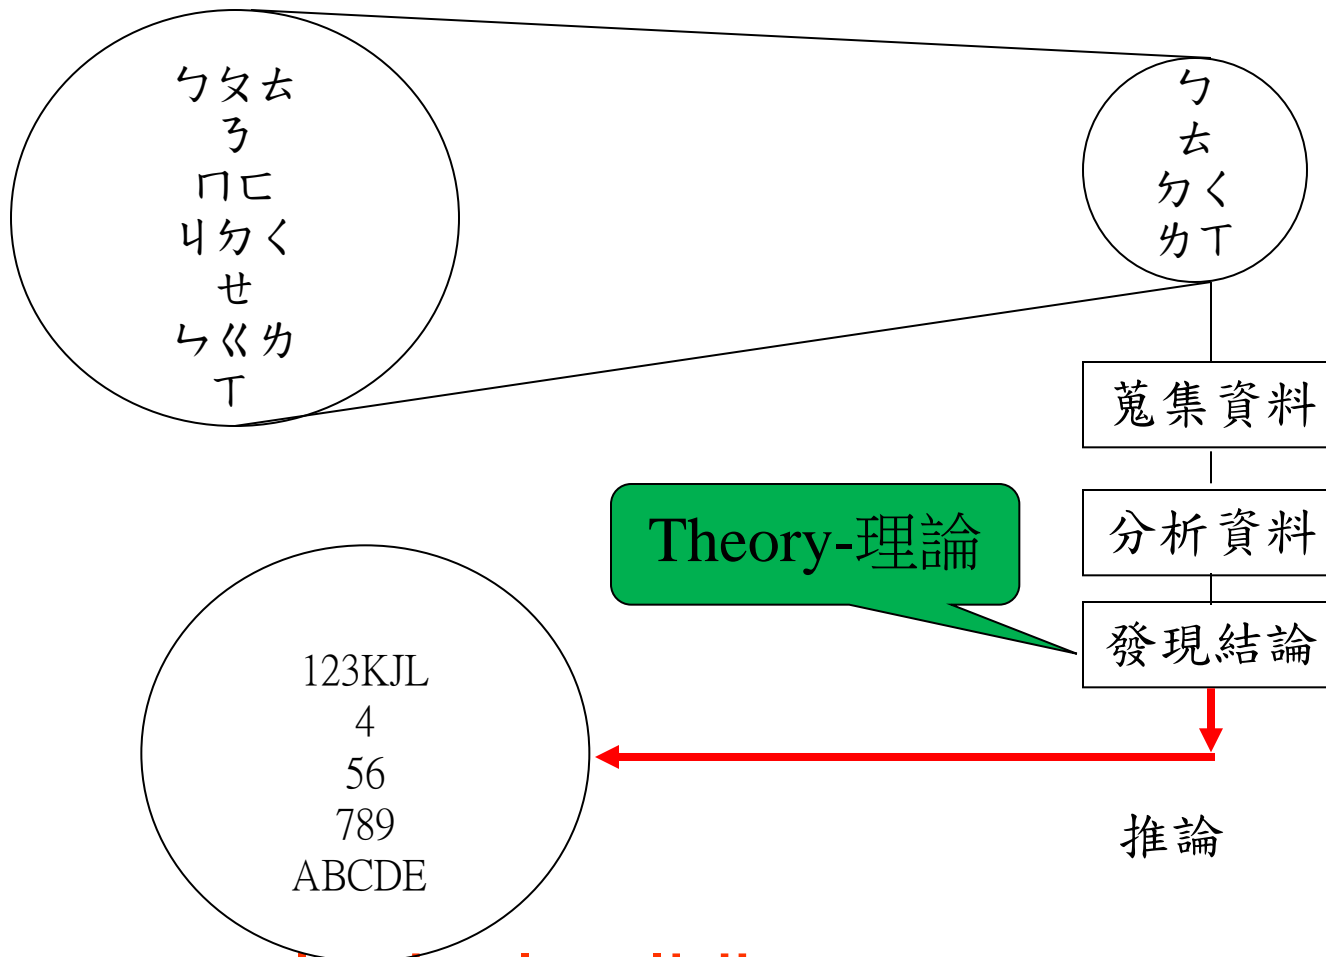 ㄅㄆㄊ
ㄋ
ㄇㄈ
ㄐㄉㄑ
ㄝ
ㄣㄍㄌ
ㄒ
ㄅ
ㄊ
ㄉㄑ
ㄌㄒ
蒐集資料
分析資料
Theory-理論
發現結論
123KJL
4
56
789
ABCDE
推論